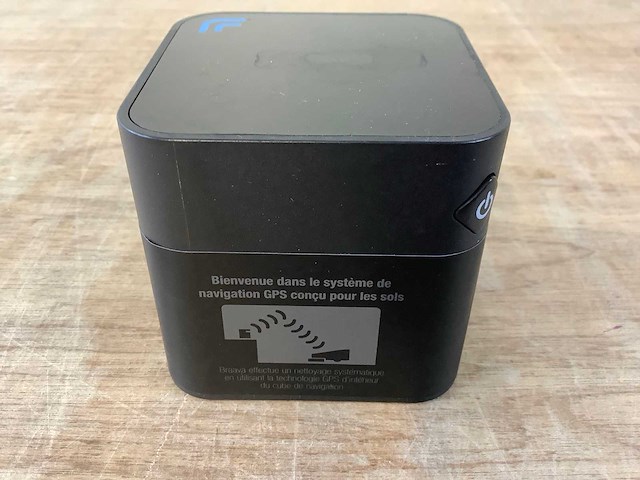 Bienvenue dans le système de
navigation GPS conçu pour les sols
Braava effectue un nettoyage systématique
en utilisant la technologie GPS d'intérieur
du cube de navigation